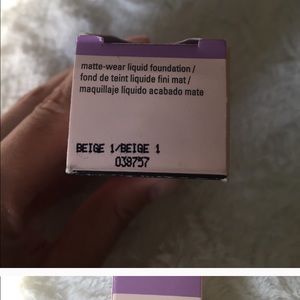 matte-wear liquid foundation /
fond de teint liquide fini mat /
maquillaje líquido acabado mate
BEIGE 1/BEIGE 1
038757